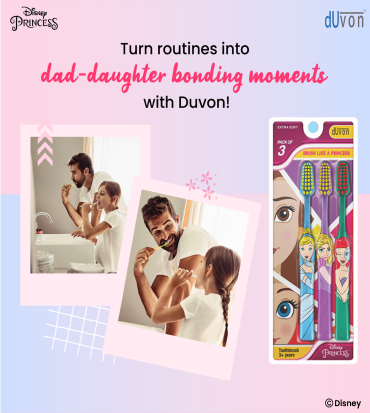 Disney
PRINCESS
dUvon®
Turn routines into
dad-daughter bonding moments
with Duvon!
EXTRA SOFT
duvon
PACK OF
3
BRUSH LIKE A PRINCESS
Toothbrush
3+ years
Disney
PRINCESS
©Disney